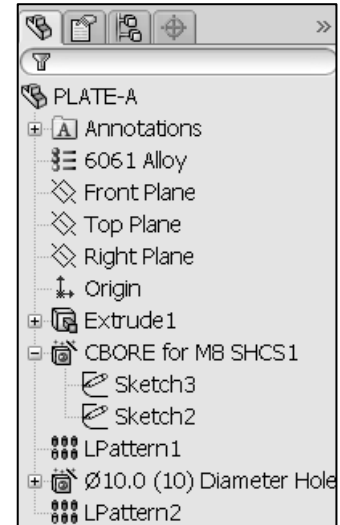 »
PLATE-A
A Annotations
6061 Alloy
Front Plane
Top Plane
Right Plane
Origin
Extrude1
CBORE for M8 SHCS1
Sketch3
Sketch2
LPattern1
Ø10.0 (10) Diameter Hole
LPattern2